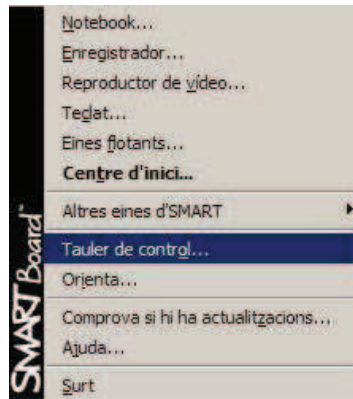 Notebook...
Enregistrador...
Reproductor de vídeo...
Teclat...
Eines flotants...
Centre d'inici...
Altres eines d'SMART
Tauler de control...
Orienta...
Comprova si hi ha actualitzacions...
Ajuda...
Surt
SMART Board™